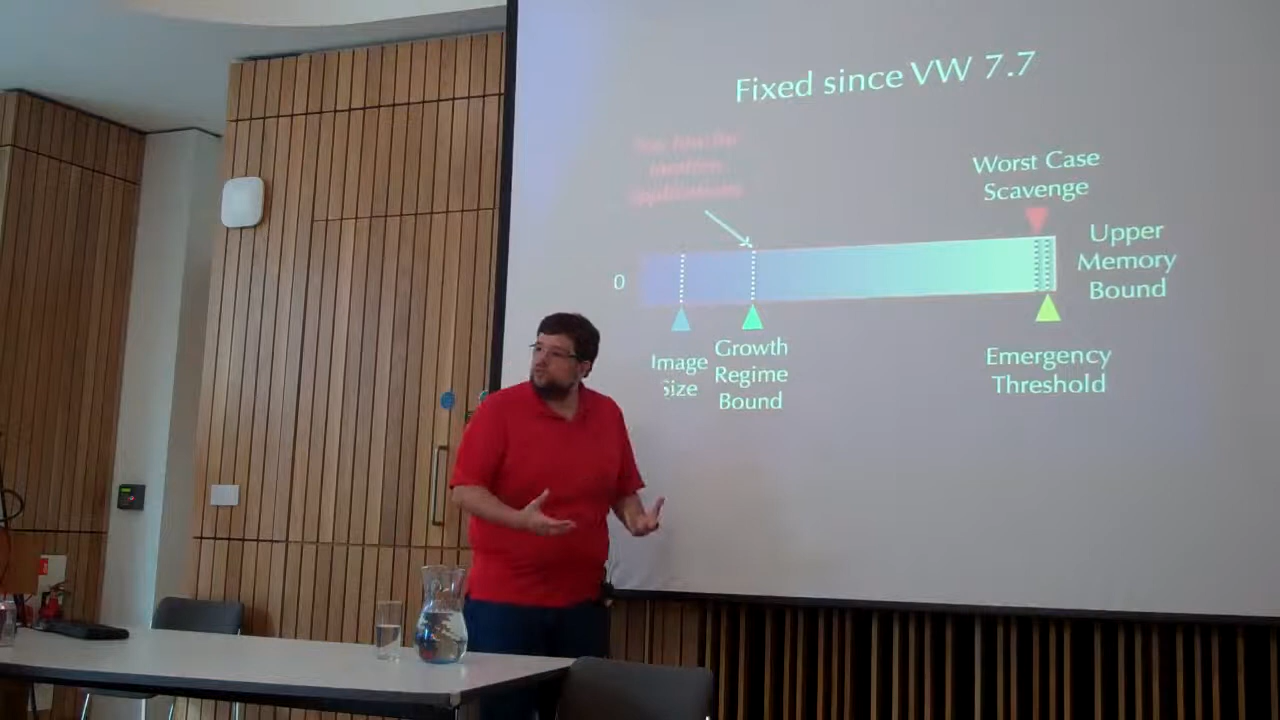 Fixed since VW 7.7
Worst Case
Scavenge
Upper
Memory
Bound
0
Image
Size
Growth
Regime
Bound
Emergency
Threshold